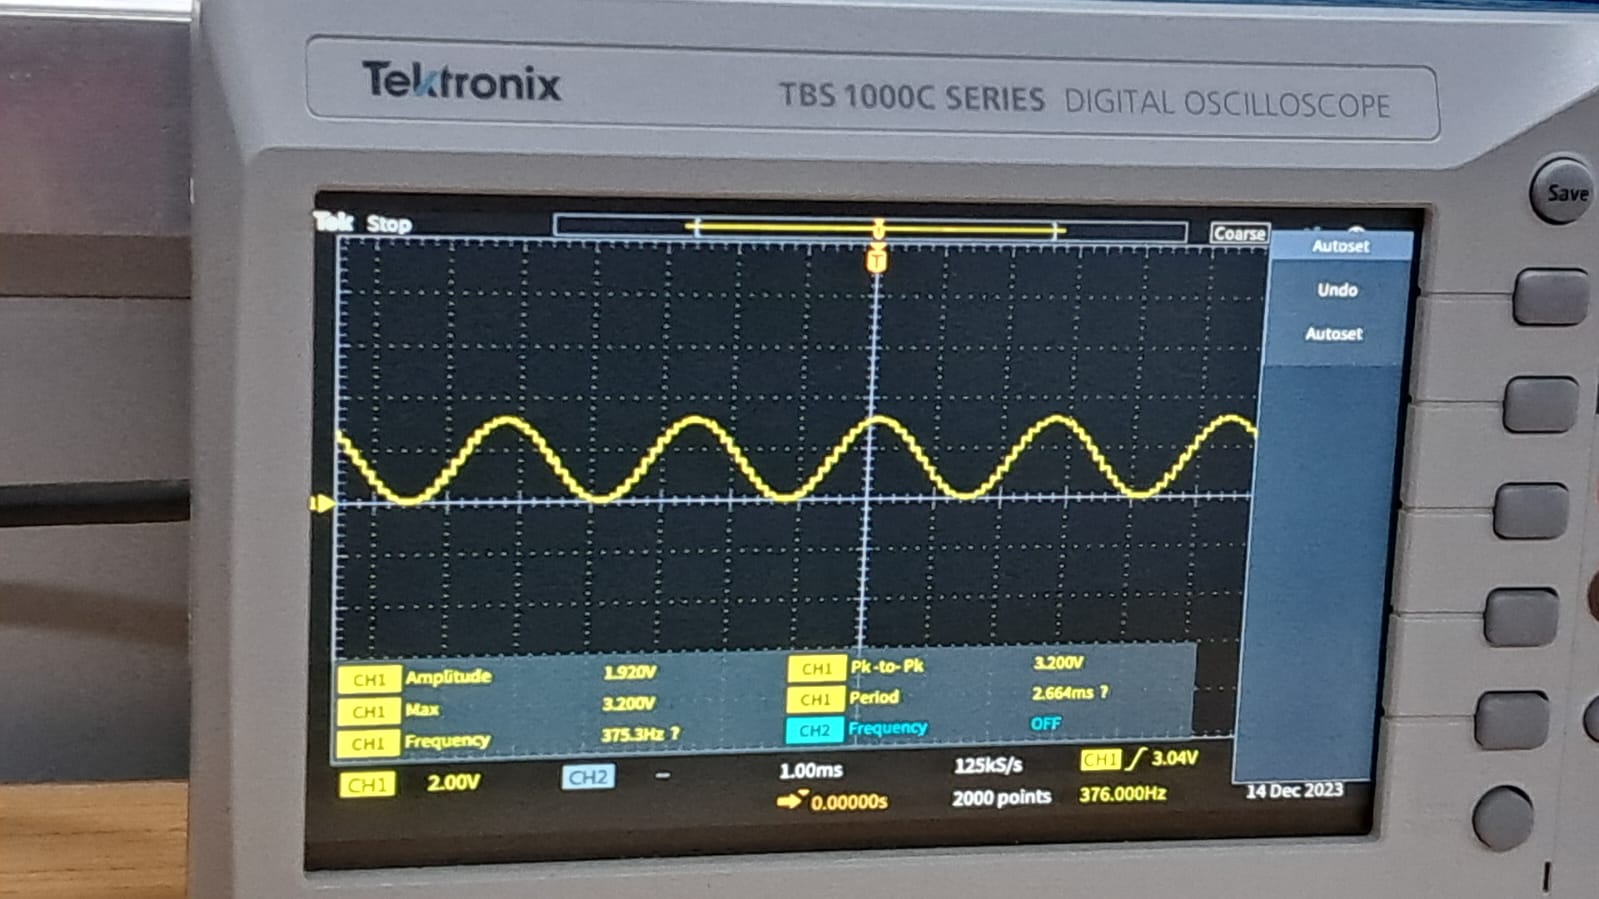 Tektronix
TBS 1000C SERIES DIGITAL OSCILLOSCOPE
Save
Tek Stop
Coarse
Autoset
Undo
Autoset
T
1
CH1 Amplitude 1.920V
CH1 Pk-to-Pk 3.200V
CH1 Max 3.200V
CH1 Period 2.664ms ?
CH1 Frequency 375.3Hz ?
CH2 Frequency OFF
CH1 2.00V CH2 — 1.00ms 125kS/s CH1 3.04V
0.00000s 2000 points 376.000Hz 14 Dec 2023